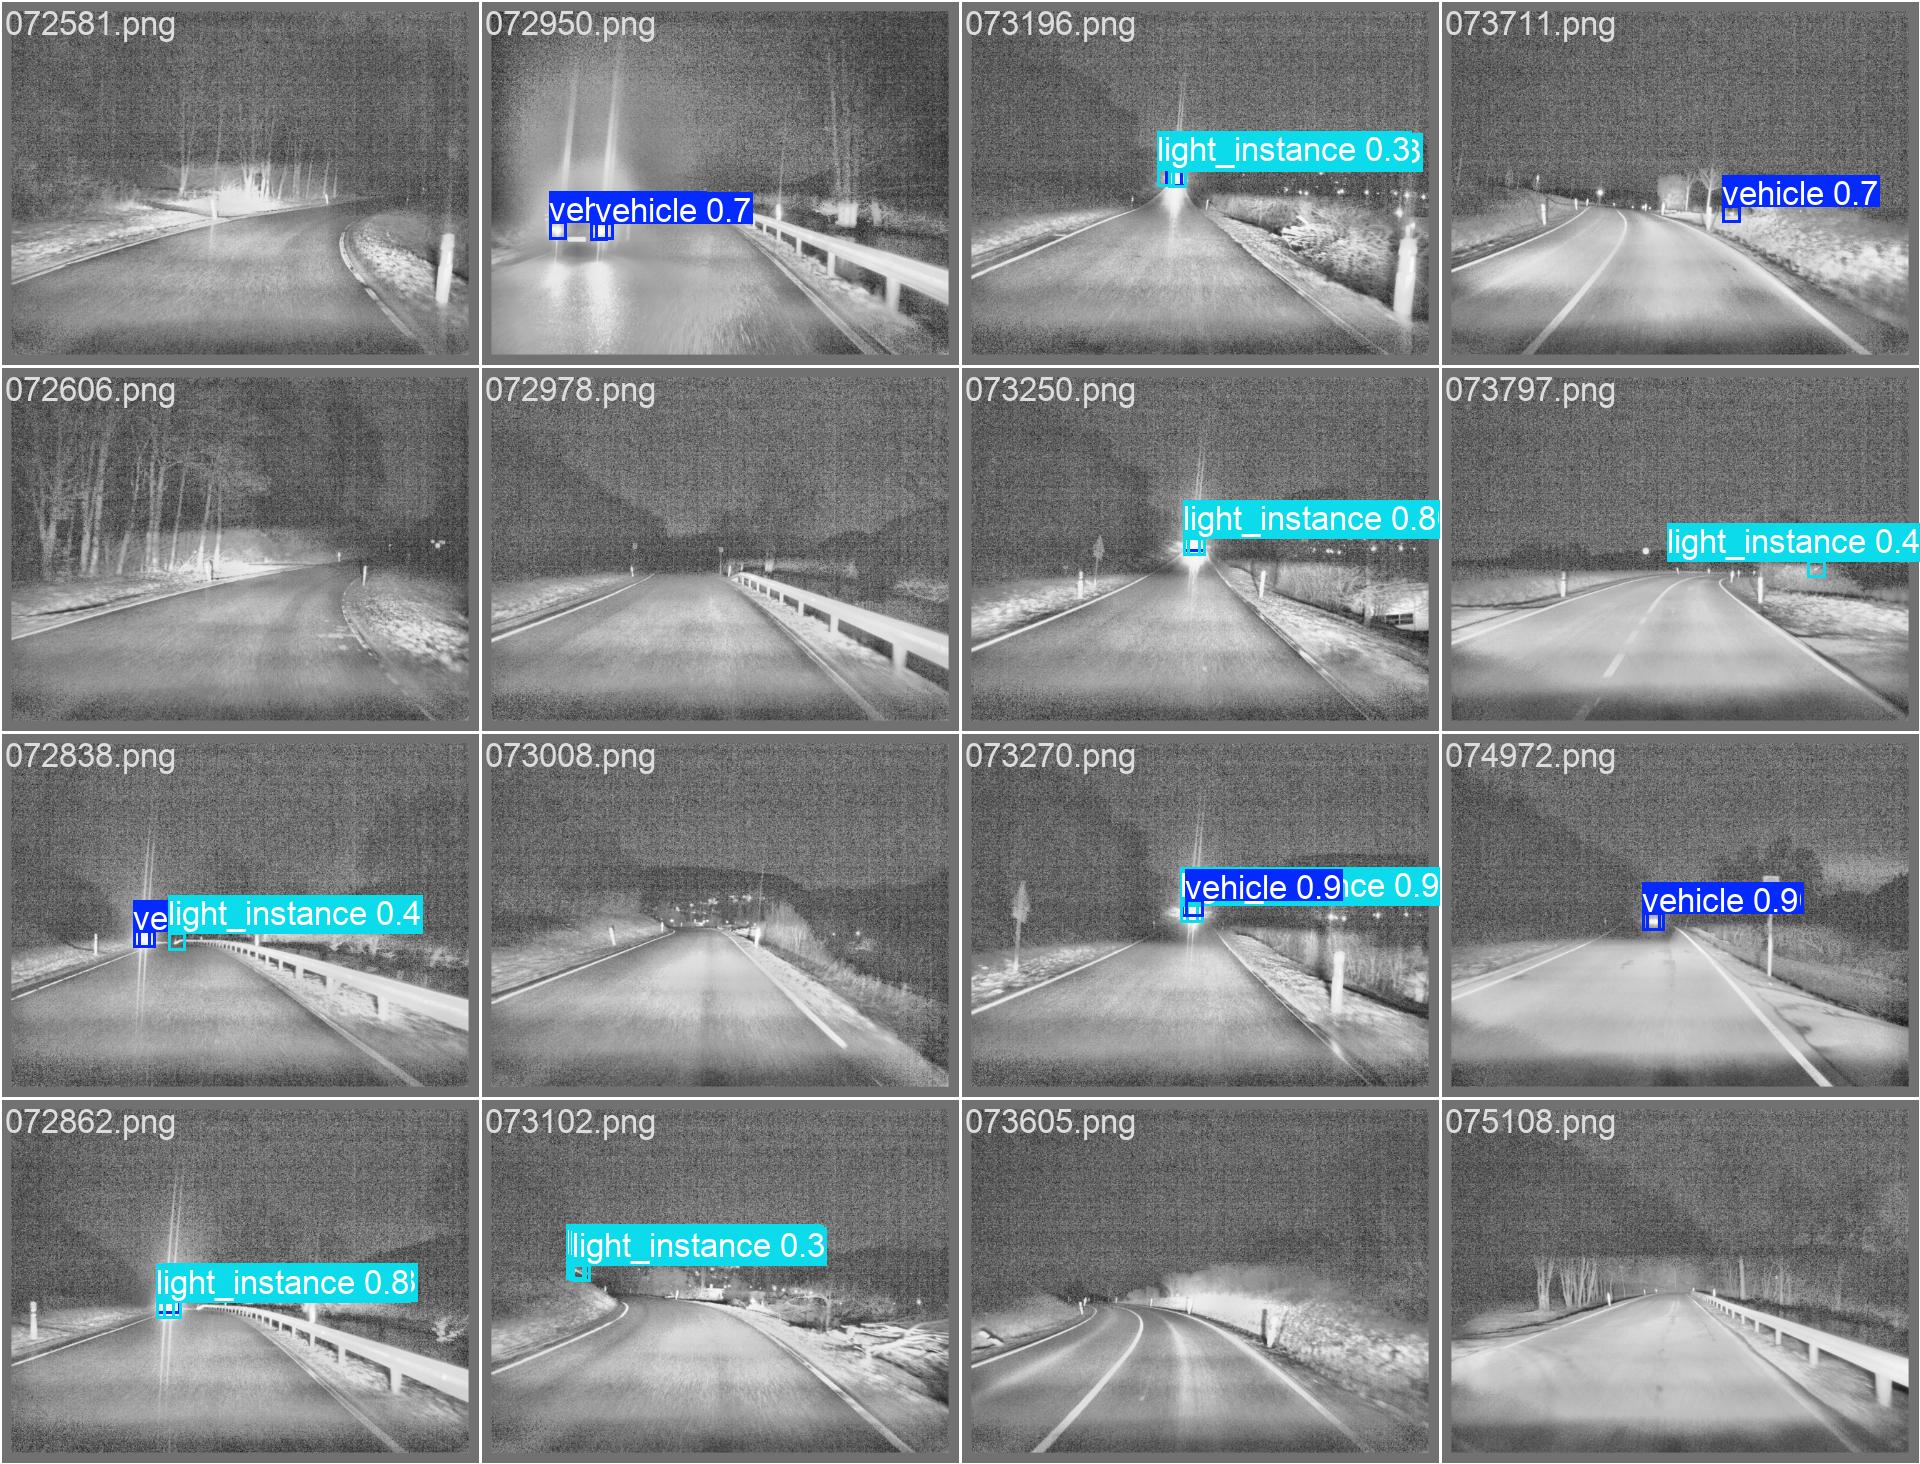 072581.png
072950.png
073196.png
073711.png
vehicle 0.7
light_instance 0.3
vehicle 0.7
072606.png
072978.png
073250.png
073797.png
light_instance 0.8
light_instance 0.4
072838.png
073008.png
073270.png
074972.png
ve
light_instance 0.4
vehicle 0.9
nce 0.9
vehicle 0.9
072862.png
073102.png
073605.png
075108.png
light_instance 0.8
light_instance 0.3